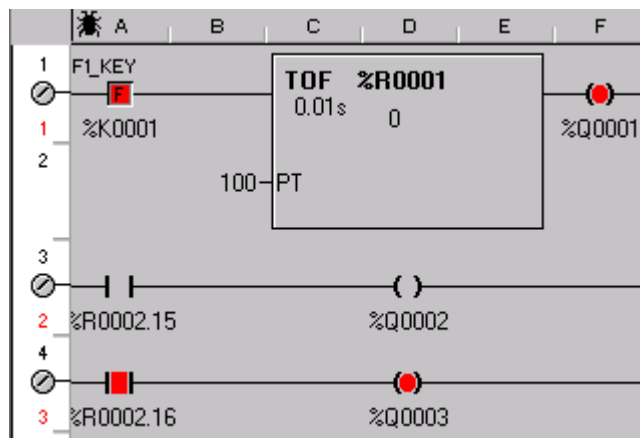 A B C D E F
1 F1_KEY
F TOF %R0001
0.01s 0
1 %K0001 %Q0001
2
100 PT
3
2 %R0002.15 %Q0002
4
3 %R0002.16 %Q0003